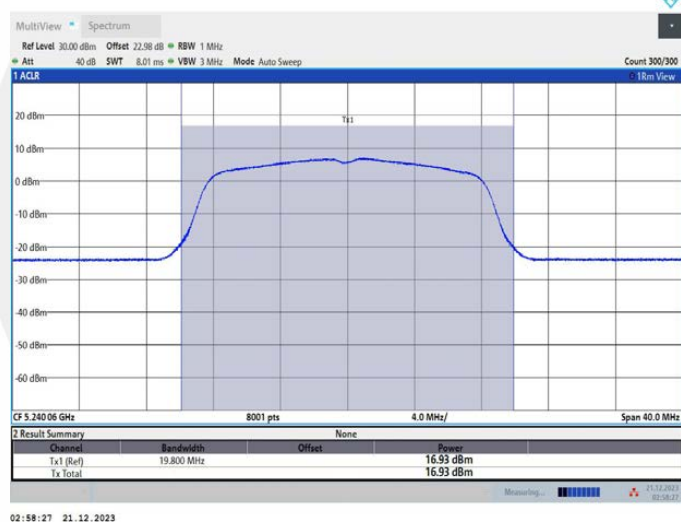 MultiView Spectrum
Ref Level 30.00 dBm Offset 22.98 dB RBW 1 MHz
Att 40 dB SWT 8.01 ms VBW 3 MHz Mode Auto Sweep Count 300/300
1 ACLR 1Rm View
20 dBm
Tx1
10 dBm
0 dBm
-10 dBm
-20 dBm
-30 dBm
-40 dBm
-50 dBm
-60 dBm
CF 5.240 06 GHz 8001 pts 4.0 MHz/ Span 40.0 MHz
2 Result Summary None
Channel Bandwidth Offset Power
Tx1 (Ref) 19.800 MHz 16.93 dBm
Tx Total 16.93 dBm
Measuring... 21.12.2023
02:58:27
02:58:27 21.12.2023